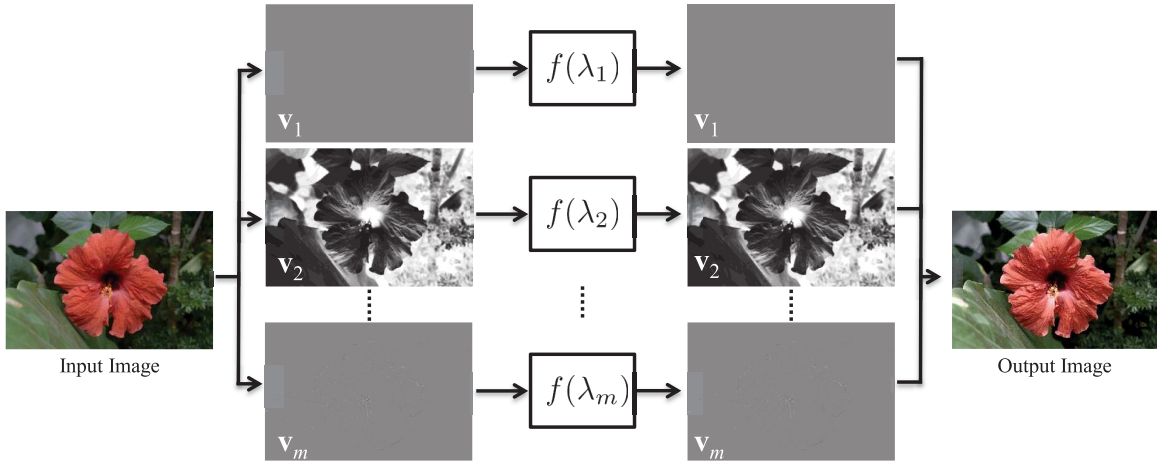 v1
f(λ1)
v1
v2
f(λ2)
v2
Input Image
Output Image
vm
f(λm)
vm